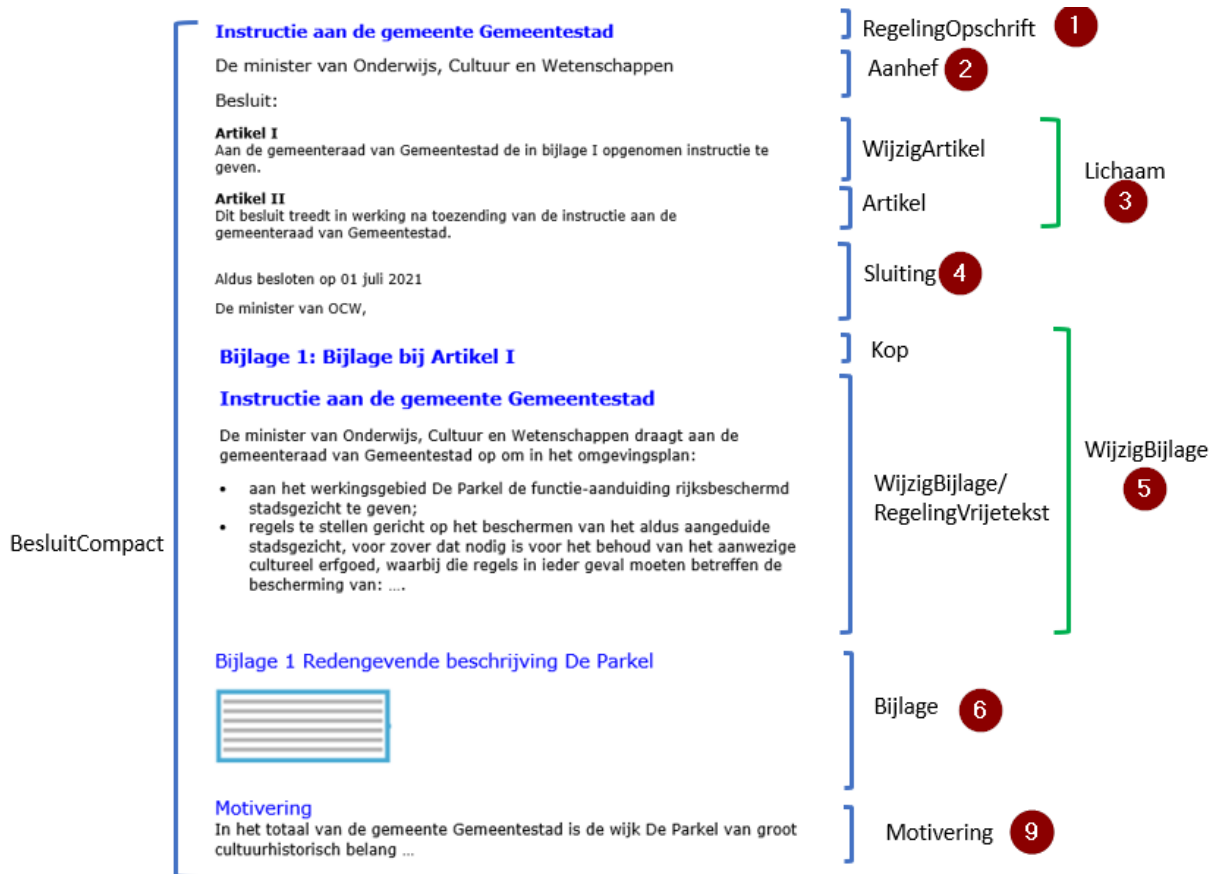 Instructie aan de gemeente Gemeentestad
RegelingOpschrift 1
De minister van Onderwijs, Cultuur en Wetenschappen
Aanhef 2
Besluit:
Artikel I
Aan de gemeenteraad van Gemeentestad de in bijlage I opgenomen instructie te
geven.
WijzigArtikel
Lichaam
3
Artikel II
Dit besluit treedt in werking na toezending van de instructie aan de
gemeenteraad van Gemeentestad.
Artikel
Aldus besloten op 01 juli 2021
De minister van OCW,
Sluiting 4
Bijlage 1: Bijlage bij Artikel I
Kop
Instructie aan de gemeente Gemeentestad
De minister van Onderwijs, Cultuur en Wetenschappen draagt aan de
gemeenteraad van Gemeentestad op om in het omgevingsplan:
• aan het werkingsgebied De Parkel de functie-aanduiding rijksbeschermd
stadsgezicht te geven;
• regels te stellen gericht op het beschermen van het aldus aangeduide
stadsgezicht, voor zover dat nodig is voor het behoud van het aanwezige
cultureel erfgoed, waarbij die regels in ieder geval moeten betreffen de
bescherming van: ….
WijzigBijlage/
RegelingVrijetekst
WijzigBijlage
5
BesluitCompact
Bijlage 1 Redengevende beschrijving De Parkel
Bijlage 6
Motivering
In het totaal van de gemeente Gemeentestad is de wijk De Parkel van groot
cultuurhistorisch belang ...
Motivering 9